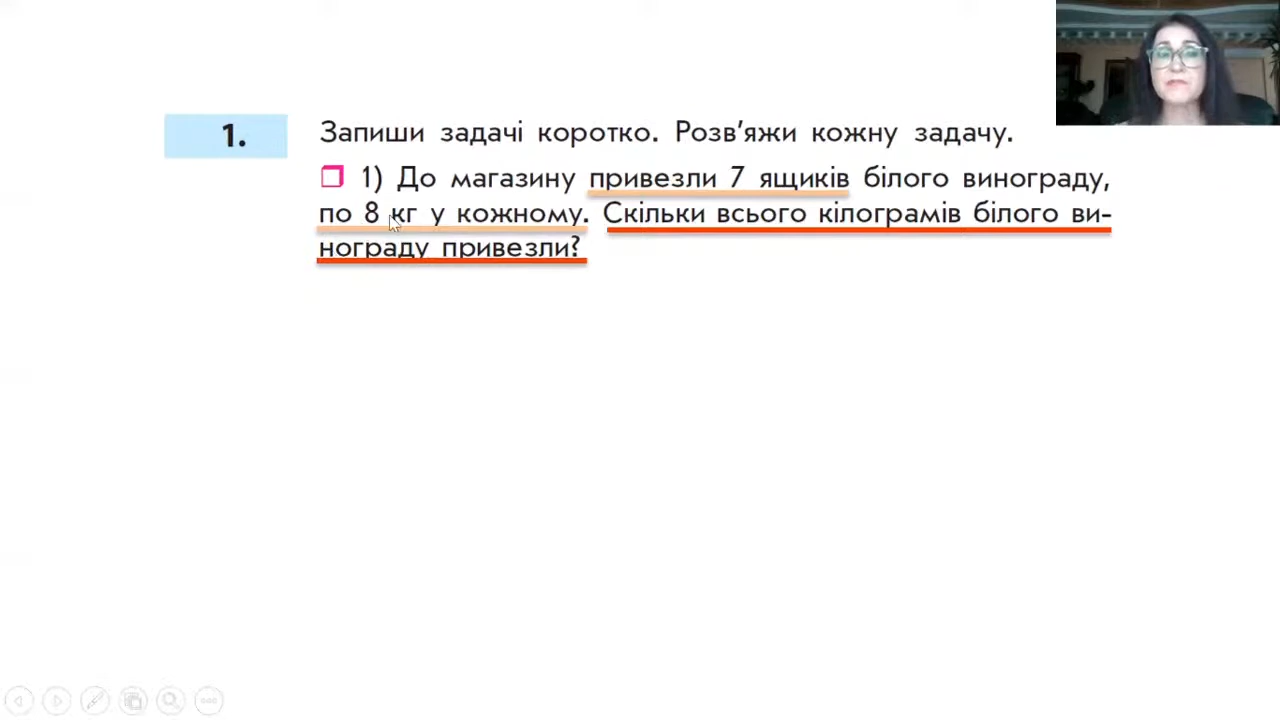 1.
Запиши задачі коротко. Розв’яжи кожну задачу.
1) До магазину привезли 7 ящиків білого винограду,
по 8 кг у кожному. Скільки всього кілограмів білого ви-
нограду привезли?